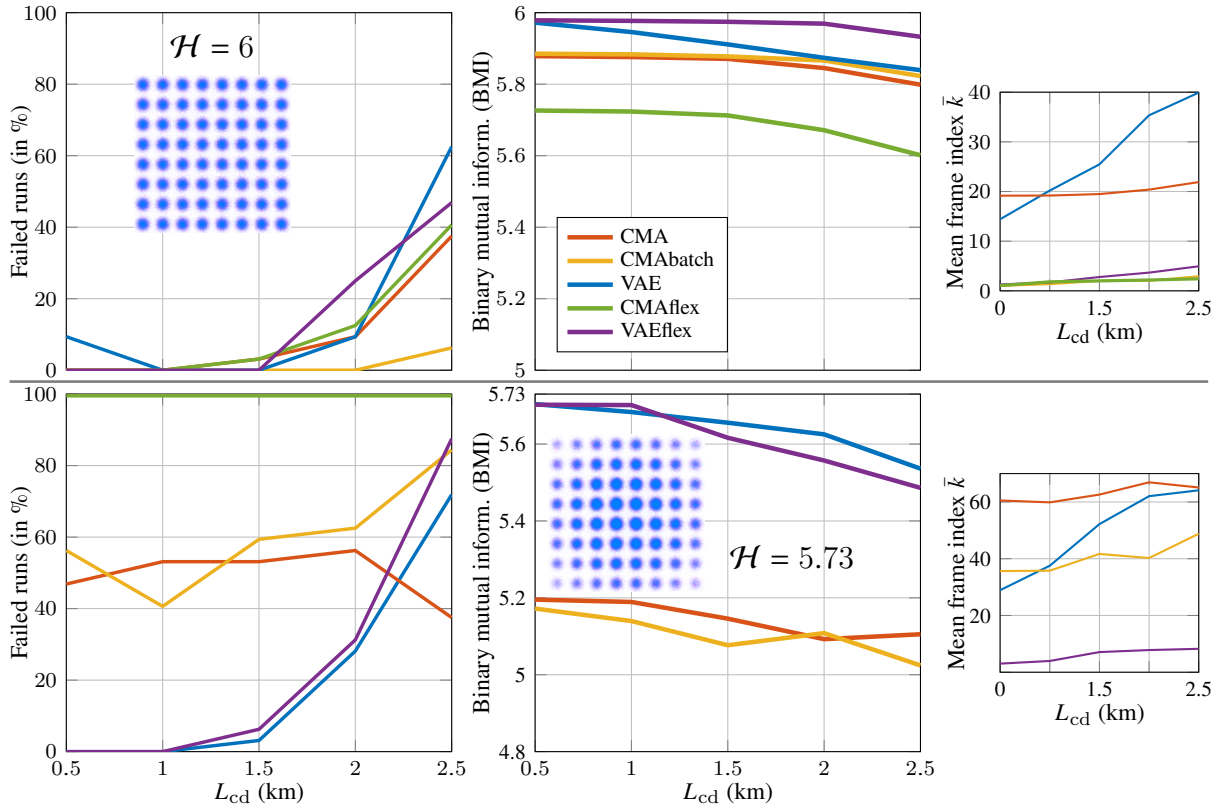 100
80
60
40
20
0
Failed runs (in %)
ℋ = 6
6
5.8
5.6
5.4
5.2
5
Binary mutual inform. (BMI)
CMA
CMAbatch
VAE
CMAflex
VAEflex
40
30
20
10
0
Mean frame index k̄
0 1.5 2.5
L_cd (km)
100
80
60
40
20
0
Failed runs (in %)
0.5 1 1.5 2 2.5
L_cd (km)
5.73
5.6
5.4
5.2
5
4.8
Binary mutual inform. (BMI)
ℋ = 5.73
0.5 1 1.5 2 2.5
L_cd (km)
60
40
20
Mean frame index k̄
0 1.5 2.5
L_cd (km)